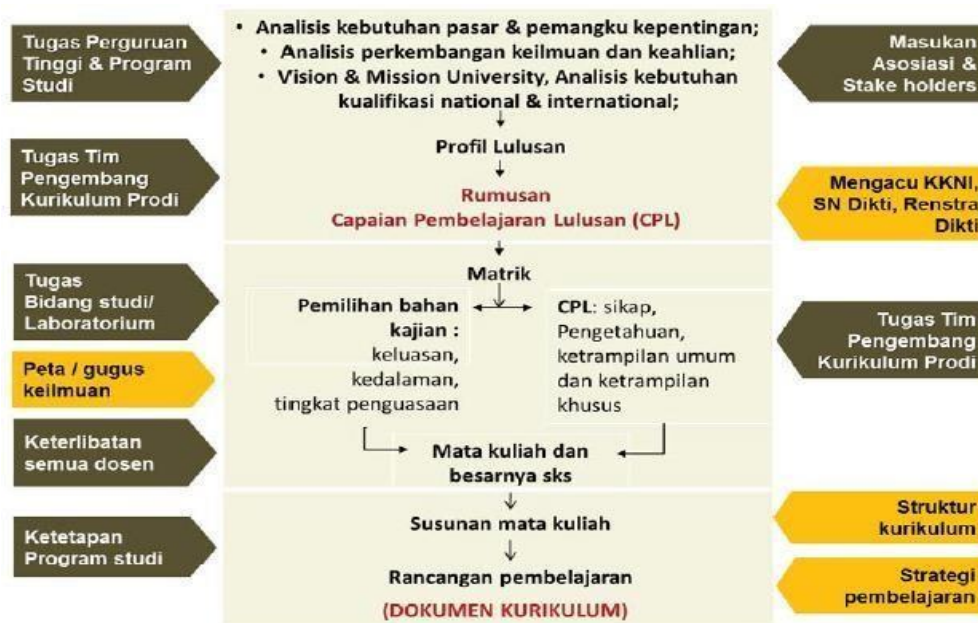 Tugas Perguruan
Tinggi & Program
Studi
• Analisis kebutuhan pasar & pemangku kepentingan;
• Analisis perkembangan keilmuan dan keahlian;
• Vision & Mission University, Analisis kebutuhan
kualifikasi national & international;
Masukan
Asosiasi &
Stake holders
Tugas Tim
Pengembang
Kurikulum Prodi
Profil Lulusan
Rumusan
Capaian Pembelajaran Lulusan (CPL)
Mengacu KKNI,
SN Dikti, Renstra
Dikti
Tugas
Bidang studi/
Laboratorium
Peta / gugus
keilmuan
Matrik
Pemilihan bahan
kajian :
keluasan,
kedalaman,
tingkat penguasaan
CPL: sikap,
Pengetahuan,
ketrampilan umum
dan ketrampilan
khusus
Tugas Tim
Pengembang
Kurikulum Prodi
Keterlibatan
semua dosen
Mata kuliah dan
besarnya sks
Ketetapan
Program studi
Susunan mata kuliah
Rancangan pembelajaran
(DOKUMEN KURIKULUM)
Struktur
kurikulum
Strategi
pembelajaran